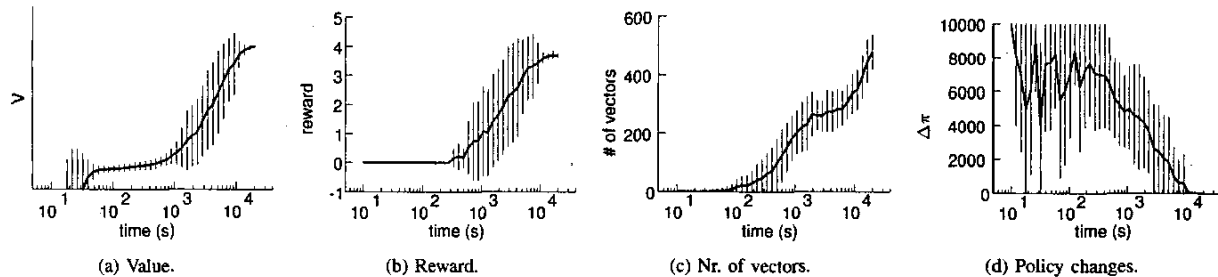 V
10^1 10^2 10^3 10^4
time (s)
(a) Value.
reward
5
4
3
2
1
0
-1
10^1 10^2 10^3 10^4
time (s)
(b) Reward.
# of vectors
600
400
200
0
10^1 10^2 10^3 10^4
time (s)
(c) Nr. of vectors.
Δπ
10000
8000
6000
4000
2000
0
10^1 10^2 10^3 10^4
time (s)
(d) Policy changes.